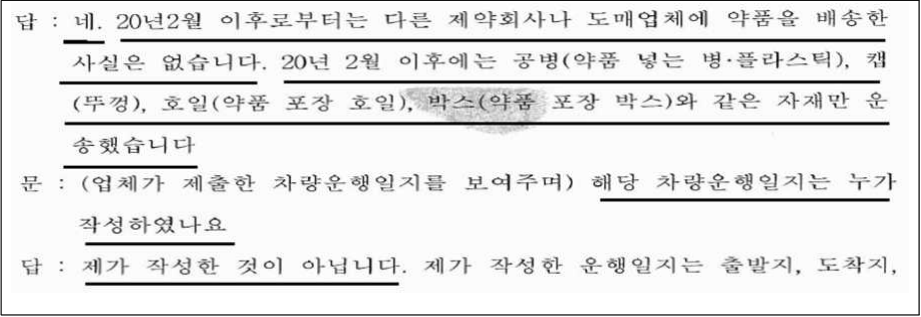 답 : 네. 20년2월 이후로부터는 다른 제약회사나 도매업체에 약품을 배송한
사실은 없습니다. 20년 2월 이후에는 공병(약품 넣는 병·플라스틱), 캡
(뚜껑), 호일(약품 포장 호일), 박스(약품 포장 박스)와 같은 자재만 운
송했습니다
문 : (업체가 제출한 차량운행일지를 보여주며) 해당 차량운행일지는 누가
작성하였나요
답 : 제가 작성한 것이 아닙니다. 제가 작성한 운행일지는 출발지, 도착지,